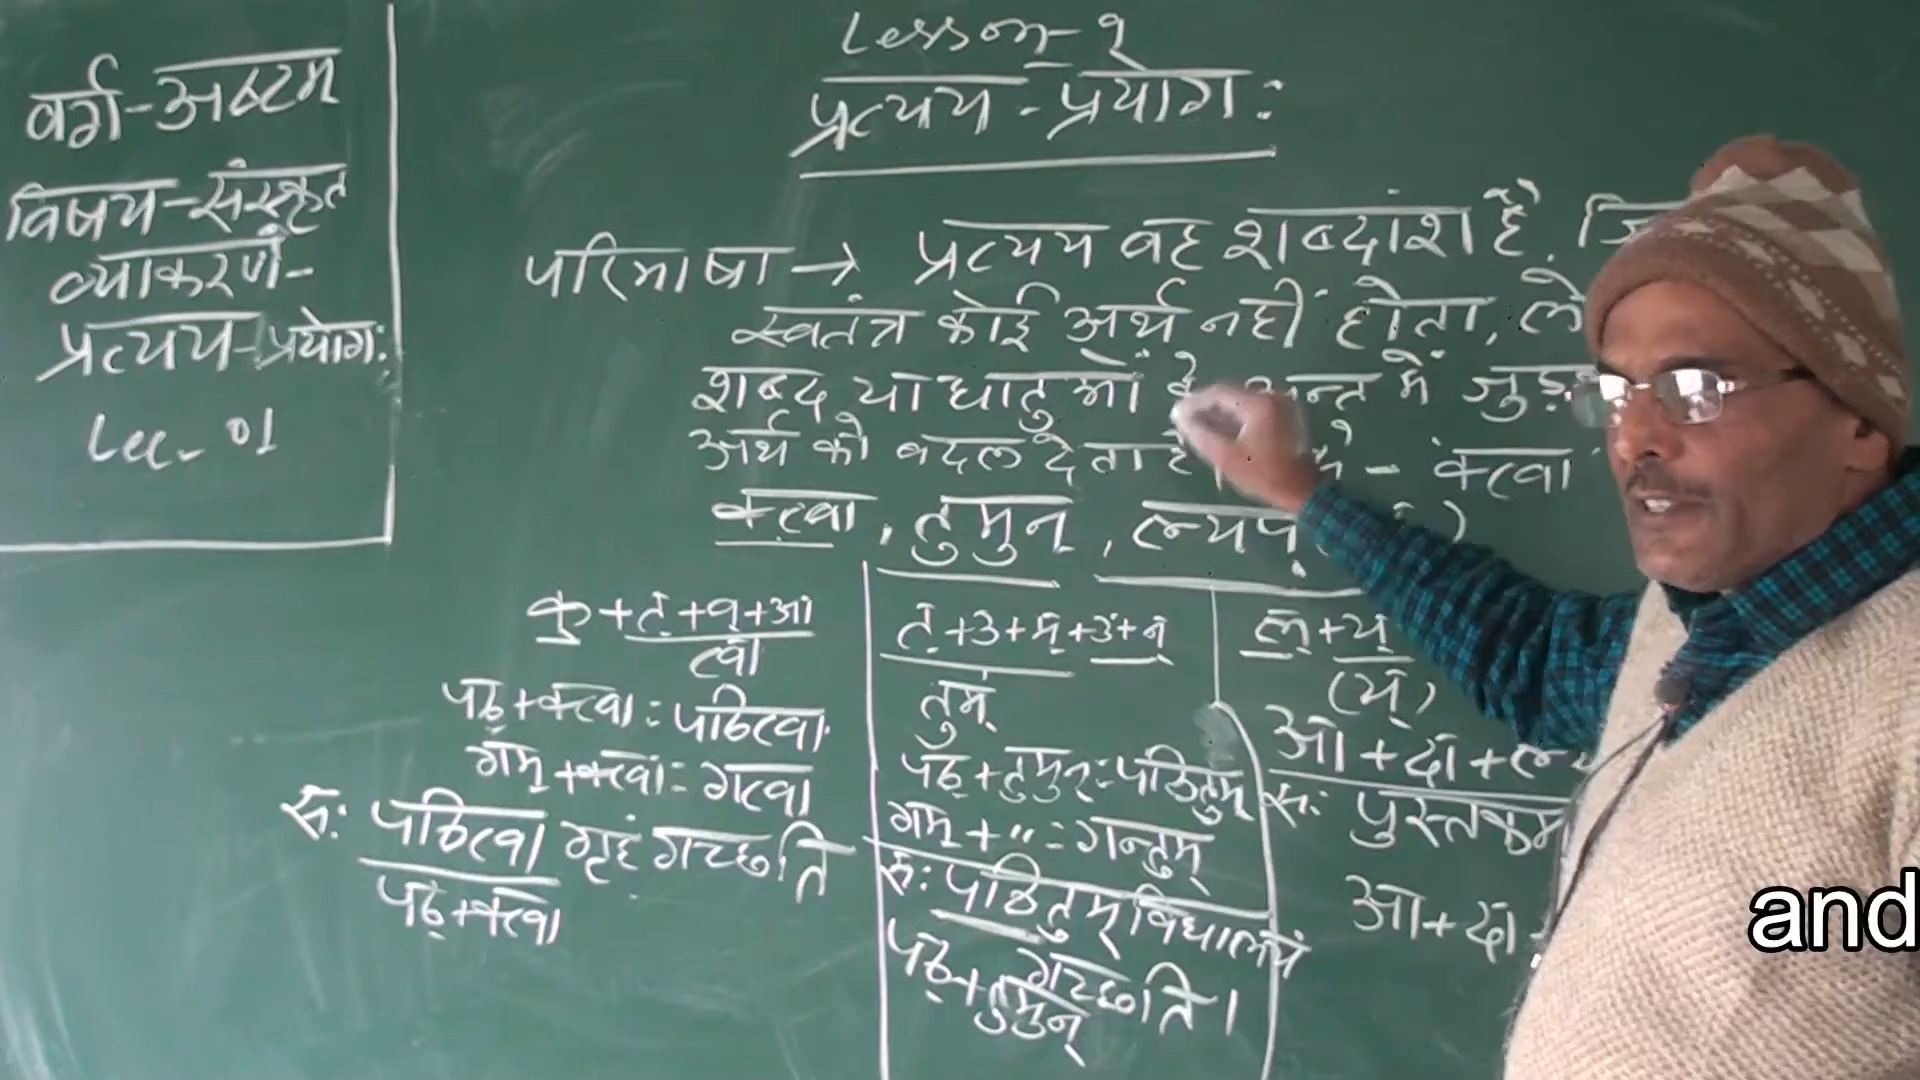 वर्ग-अष्टम
विषय-संस्कृत
व्याकरणं-
प्रत्यय-प्रयोग:
Lec-01
Lesson-१
प्रत्यय-प्रयोग:
परिभाषा → प्रत्यय वह शब्दांश है,
स्वतंत्र कोई अर्थ नहीं होता,
शब्द या धातुओं के अन्त में
अर्थ को बदल देता है - क्त्वा
क्त्वा, तुमुन्, ल्यप्
क्+त्+व्+आ
त्वा
पठ्+क्त्वा=पठित्वा
गम्+क्त्वा=गत्वा
स: पठित्वा गृहं गच्छति
पठ्+क्त्वा
त्+उ+म्+उ+न्
तुम्
पठ्+तुमुन्=पठितुम्
गम्+"=गन्तुम्
स: पठितुम् विद्यालयं
गच्छति।
पठ्+तुमुन्
ल्+य्
(य्)
आ+दा+
स: पुस्तकम
आ+दा
and